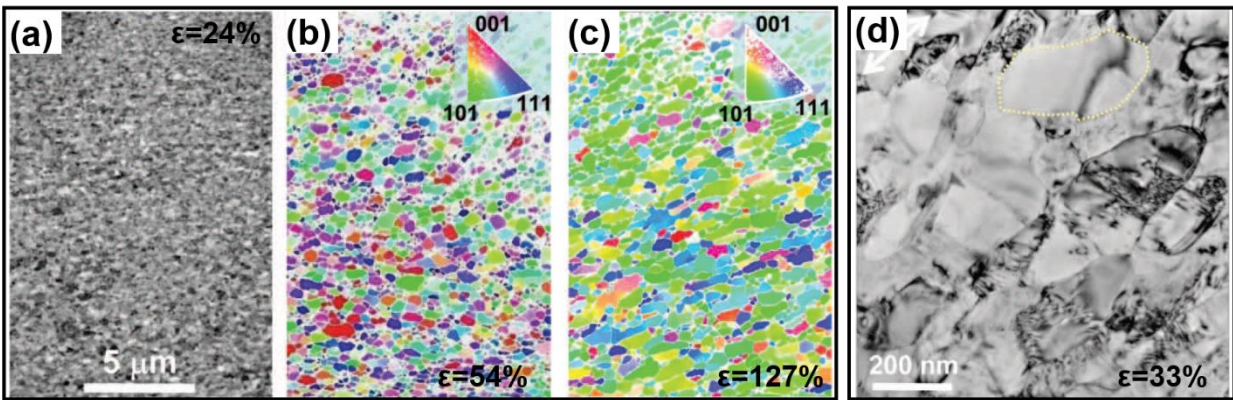 (a)
ε=24%
5 μm
(b)
001
101
111
ε=54%
(c)
001
101
111
ε=127%
(d)
200 nm
ε=33%